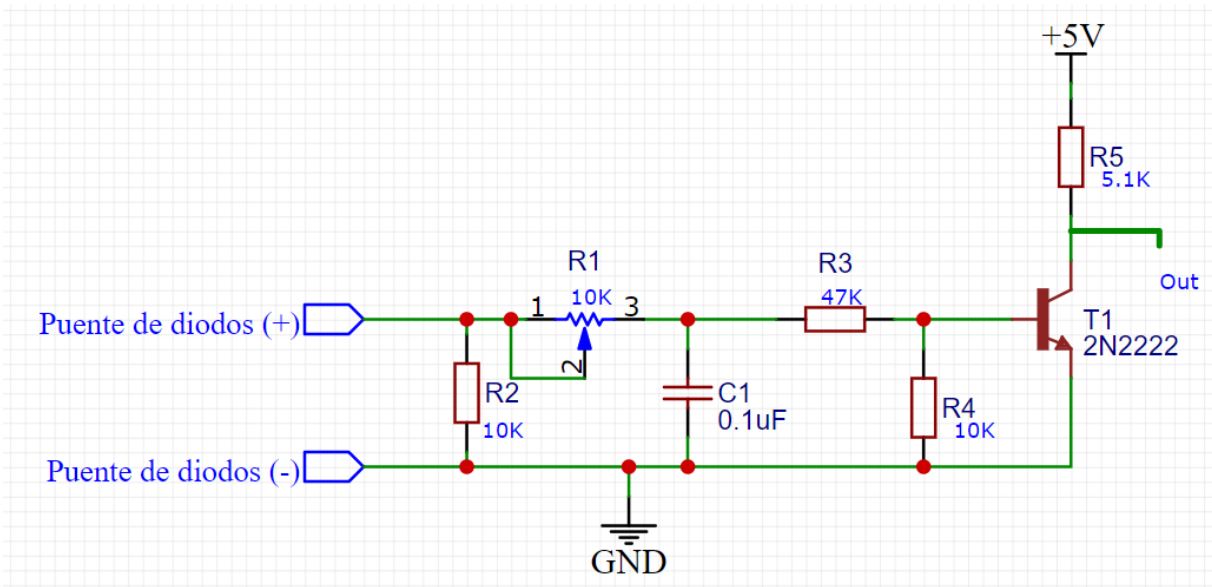 +5V
R5
5.1K
Out
R1
10K
1
3
2
R3
47K
Puente de diodos (+)
T1
2N2222
R2
10K
C1
0.1uF
R4
10K
Puente de diodos (-)
GND